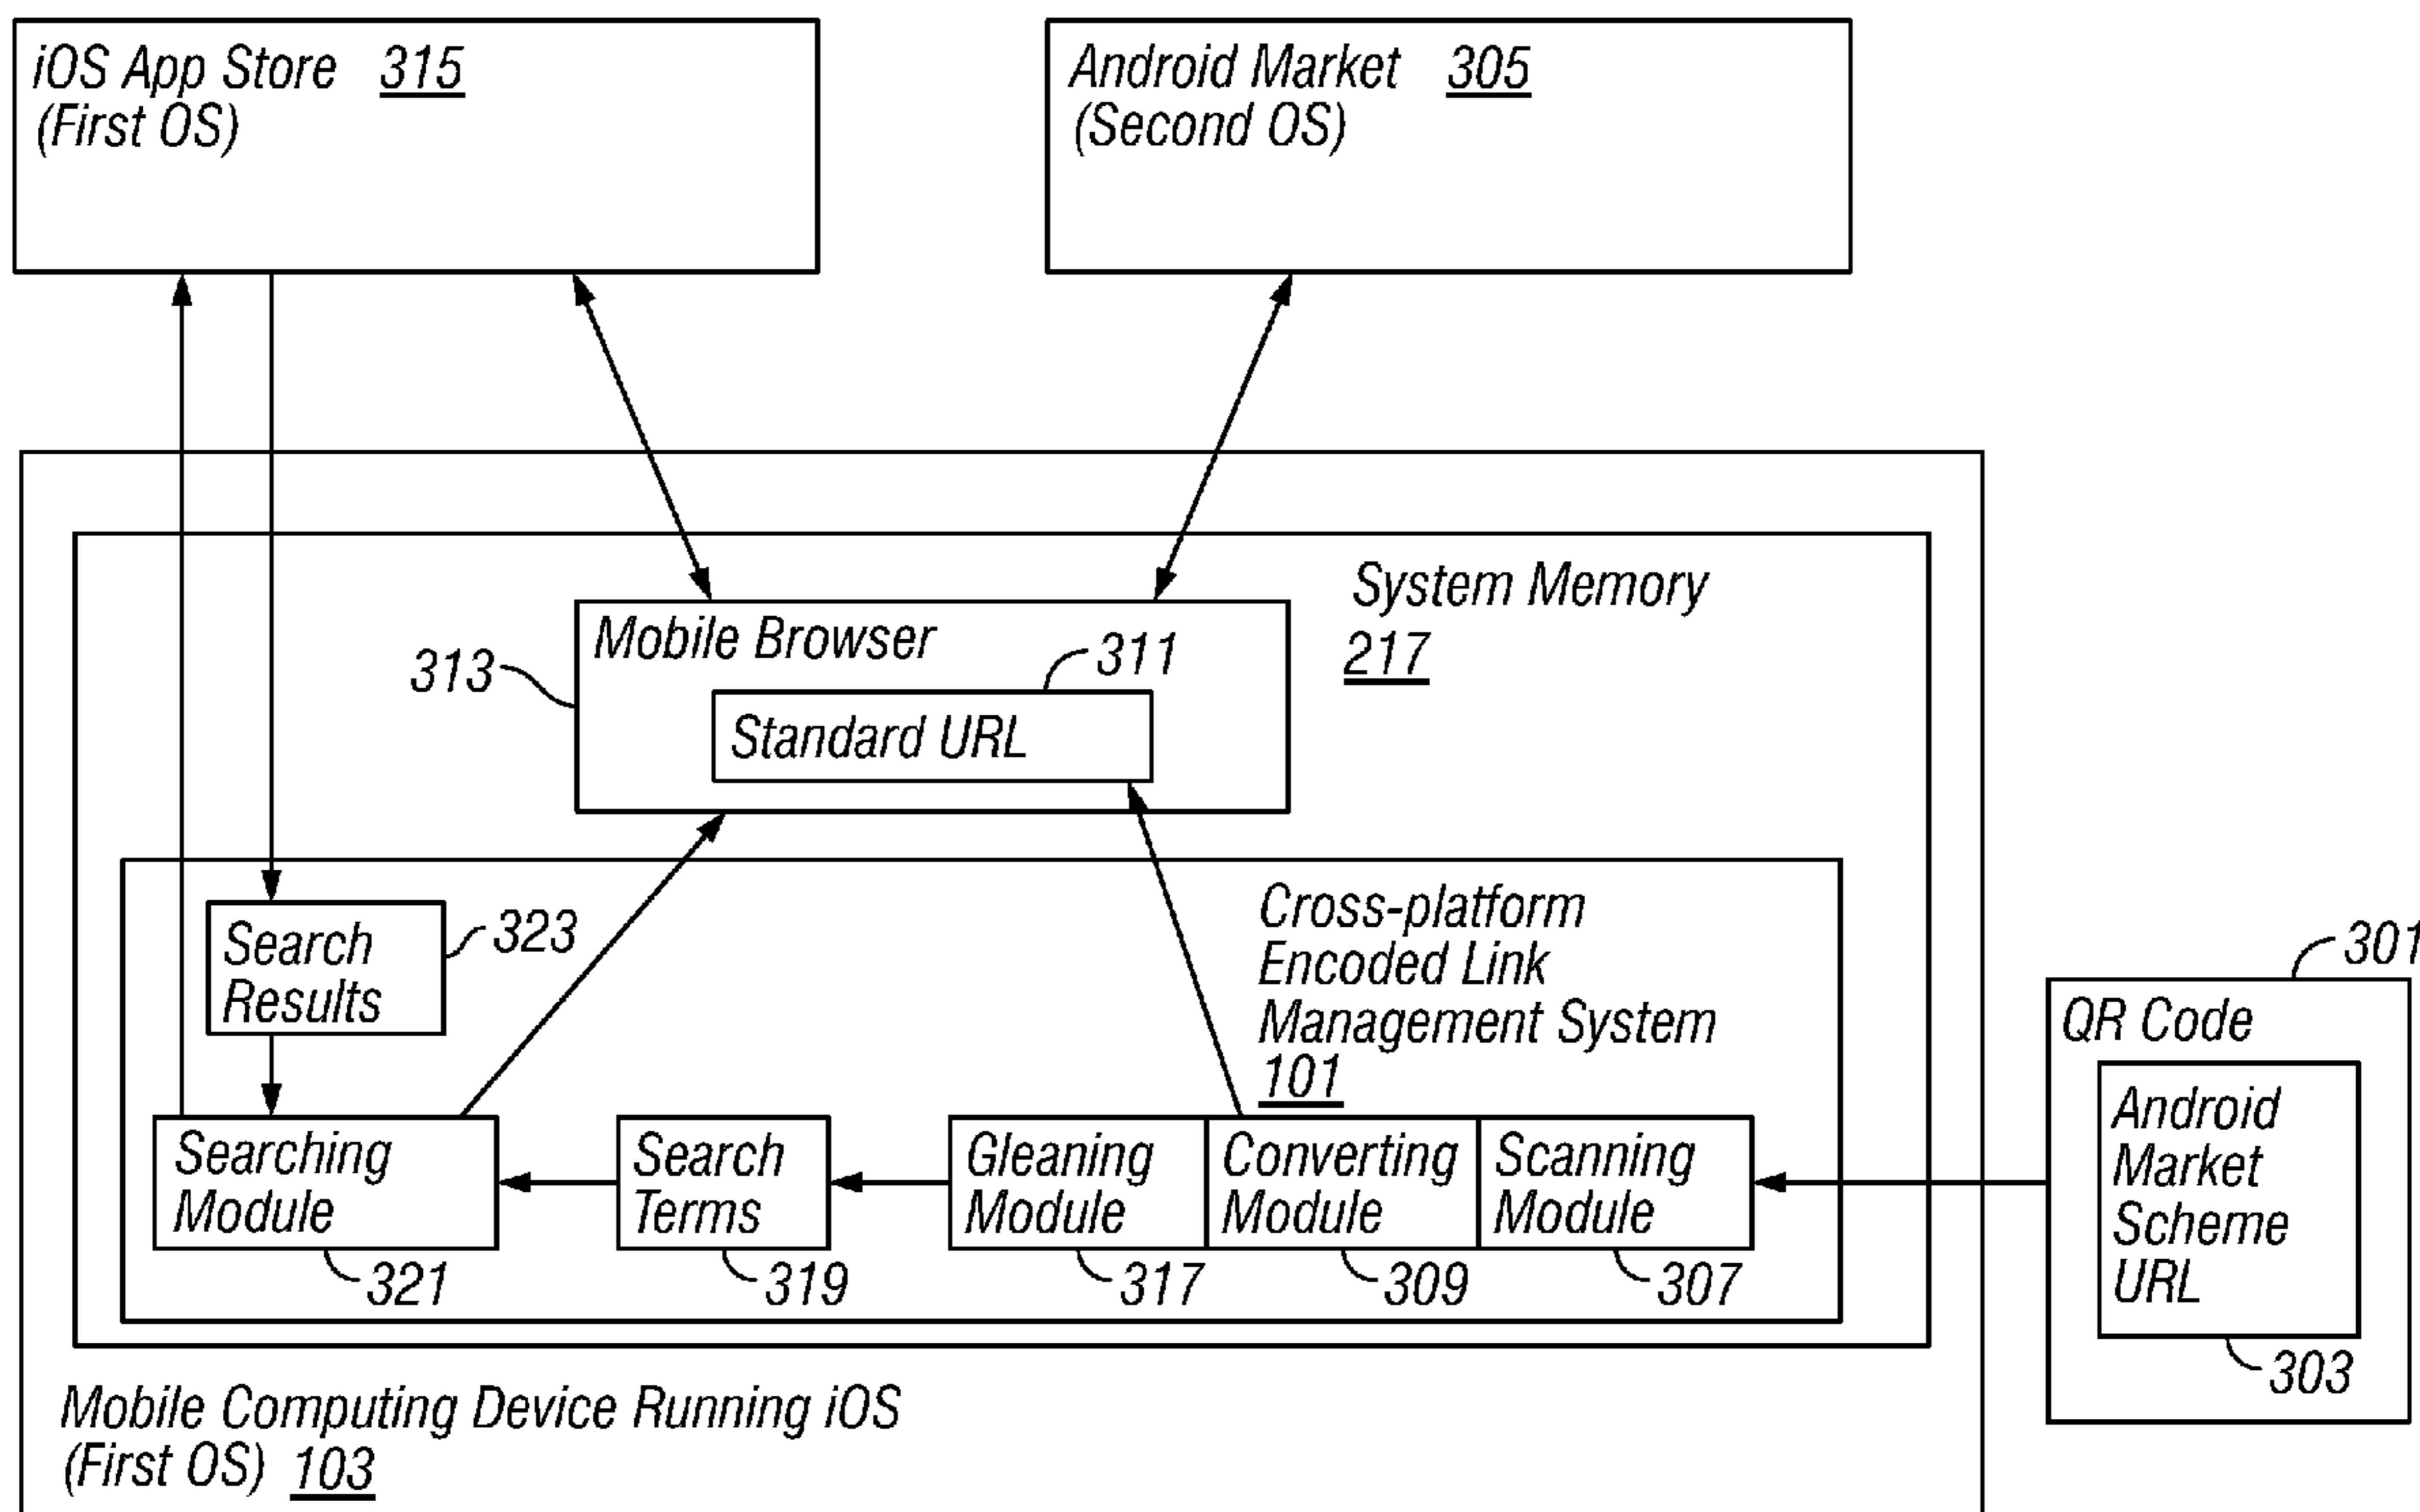 iOS App Store 315
(First OS)
Android Market 305
(Second OS)
System Memory
217
Mobile Browser
311
313
Standard URL
Cross-platform
Encoded Link
Management System
101
Search
Results
323
301
QR Code
Android
Market
Scheme
URL
303
Searching
Module
321
Search
Terms
319
Gleaning
Module
317
Converting
Module
309
Scanning
Module
307
Mobile Computing Device Running iOS
(First OS) 103